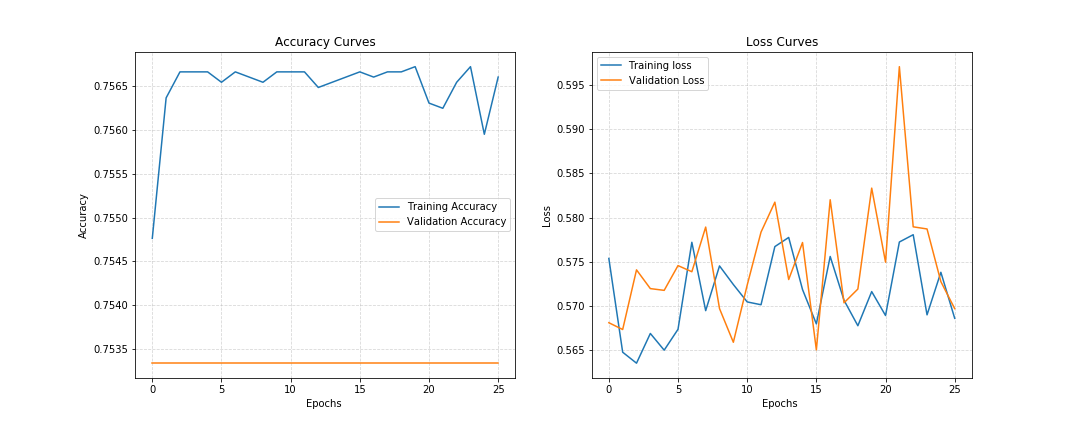 Accuracy Curves
Accuracy
0.7565
0.7560
0.7555
0.7550
0.7545
0.7540
0.7535
Training Accuracy
Validation Accuracy
0 5 10 15 20 25
Epochs
Loss Curves
Loss
Training loss
Validation Loss
0.595
0.590
0.585
0.580
0.575
0.570
0.565
0 5 10 15 20 25
Epochs